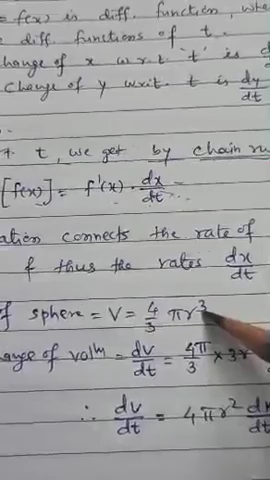 = f(x) is diff. function, whe
diff functions of t.
change of x w.r.t 't' is
change of y w.r.t. t is dy/dt
t, we get by chain ru
[f(x)] = f'(x) · dx/dt
ation connects the rate of
f thus the rates dx/dt
of sphere = V = 4/3 πr³
ange of volm = dv/dt = 4π/3 × 3r
∴ dv/dt = 4πr² d